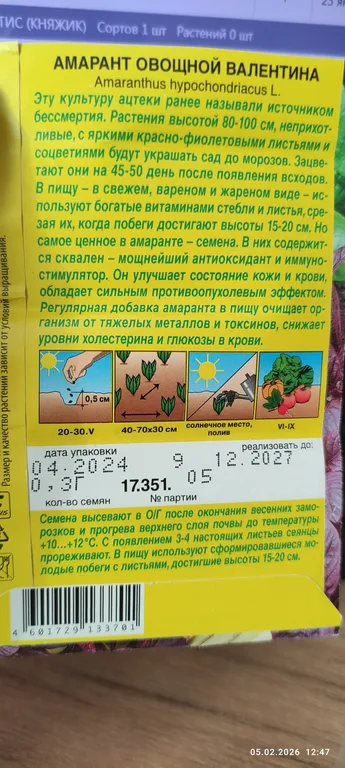 ТИС (КНЯЖИК) Сортов 1 шт Растений 0 шт
АМАРАНТ ОВОЩНОЙ ВАЛЕНТИНА
Amaranthus hypochondriacus L.
Эту культуру ацтеки ранее называли источником
бессмертия. Растения высотой 80-100 см, неприхот-
ливые, с яркими красно-фиолетовыми листьями и
соцветиями будут украшать сад до морозов. Зацве-
тают они на 45-50 день после появления всходов.
В пищу – в свежем, вареном и жареном виде – ис-
пользуют богатые витаминами стебли и листья, сре-
зая их, когда побеги достигают высоты 15-20 см. Но
самое ценное в амаранте – семена. В них содержит-
ся сквален – мощнейший антиоксидант и иммуно-
стимулятор. Он улучшает состояние кожи и крови,
обладает сильным противоопухолевым эффектом.
Регулярная добавка амаранта в пищу очищает ор-
ганизм от тяжелых металлов и токсинов, снижает
уровни холестерина и глюкозы в крови.
0,5 см
20-30.V
40-70х30 см
солнечное место,
полив
VI-IX
дата упаковки
реализовать до:
04.2024 9 12.2027
0,3Г 17.351. 05
кол-во семян № партии
Семена высевают в О/Г после окончания весенних замо-
розков и прогрева верхнего слоя почвы до температуры
+10...+12°С. С появлением 3-4 настоящих листьев сеянцы
прореживают. В пищу используют сформировавшиеся мо-
лодые побеги с листьями, достигшие высоты 15-20 см.
Размер и качество растений зависят от условий выращивания.
4 601729 133701
05.02.2026 12:47